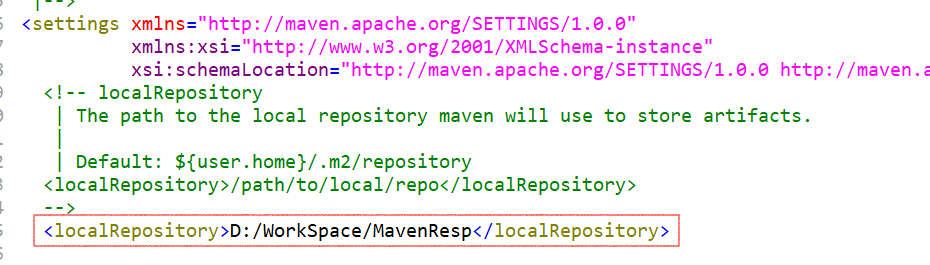 |-->
<settings xmlns="http://maven.apache.org/SETTINGS/1.0.0"
xmlns:xsi="http://www.w3.org/2001/XMLSchema-instance"
xsi:schemaLocation="http://maven.apache.org/SETTINGS/1.0.0 http://maven.a
<!-- localRepository
| The path to the local repository maven will use to store artifacts.
|
| Default: ${user.home}/.m2/repository
<localRepository>/path/to/local/repo</localRepository>
-->
<localRepository>D:/WorkSpace/MavenResp</localRepository>